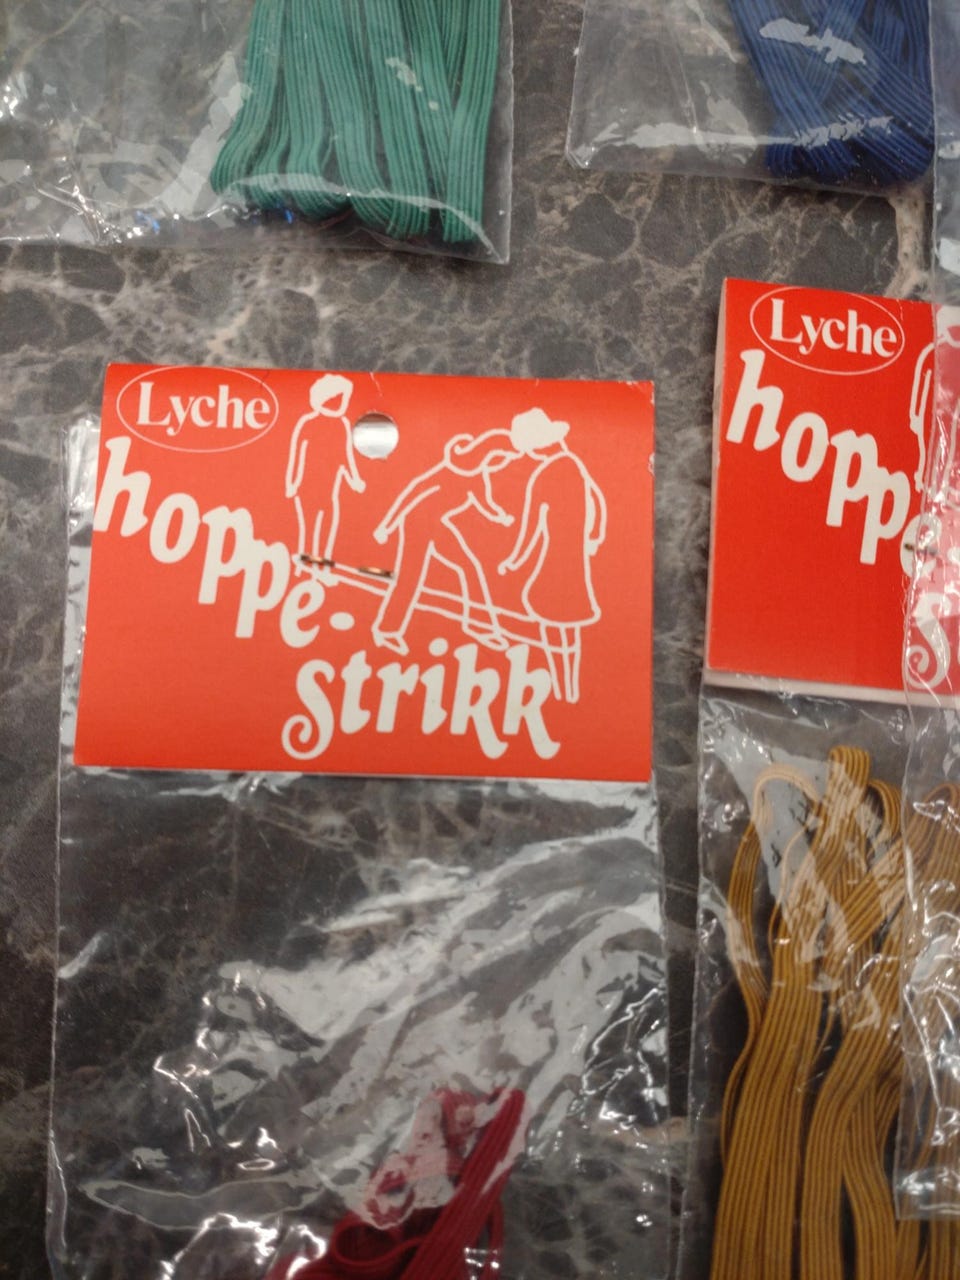 Lyche
hoppe-
strikk
Lyche
hoppe